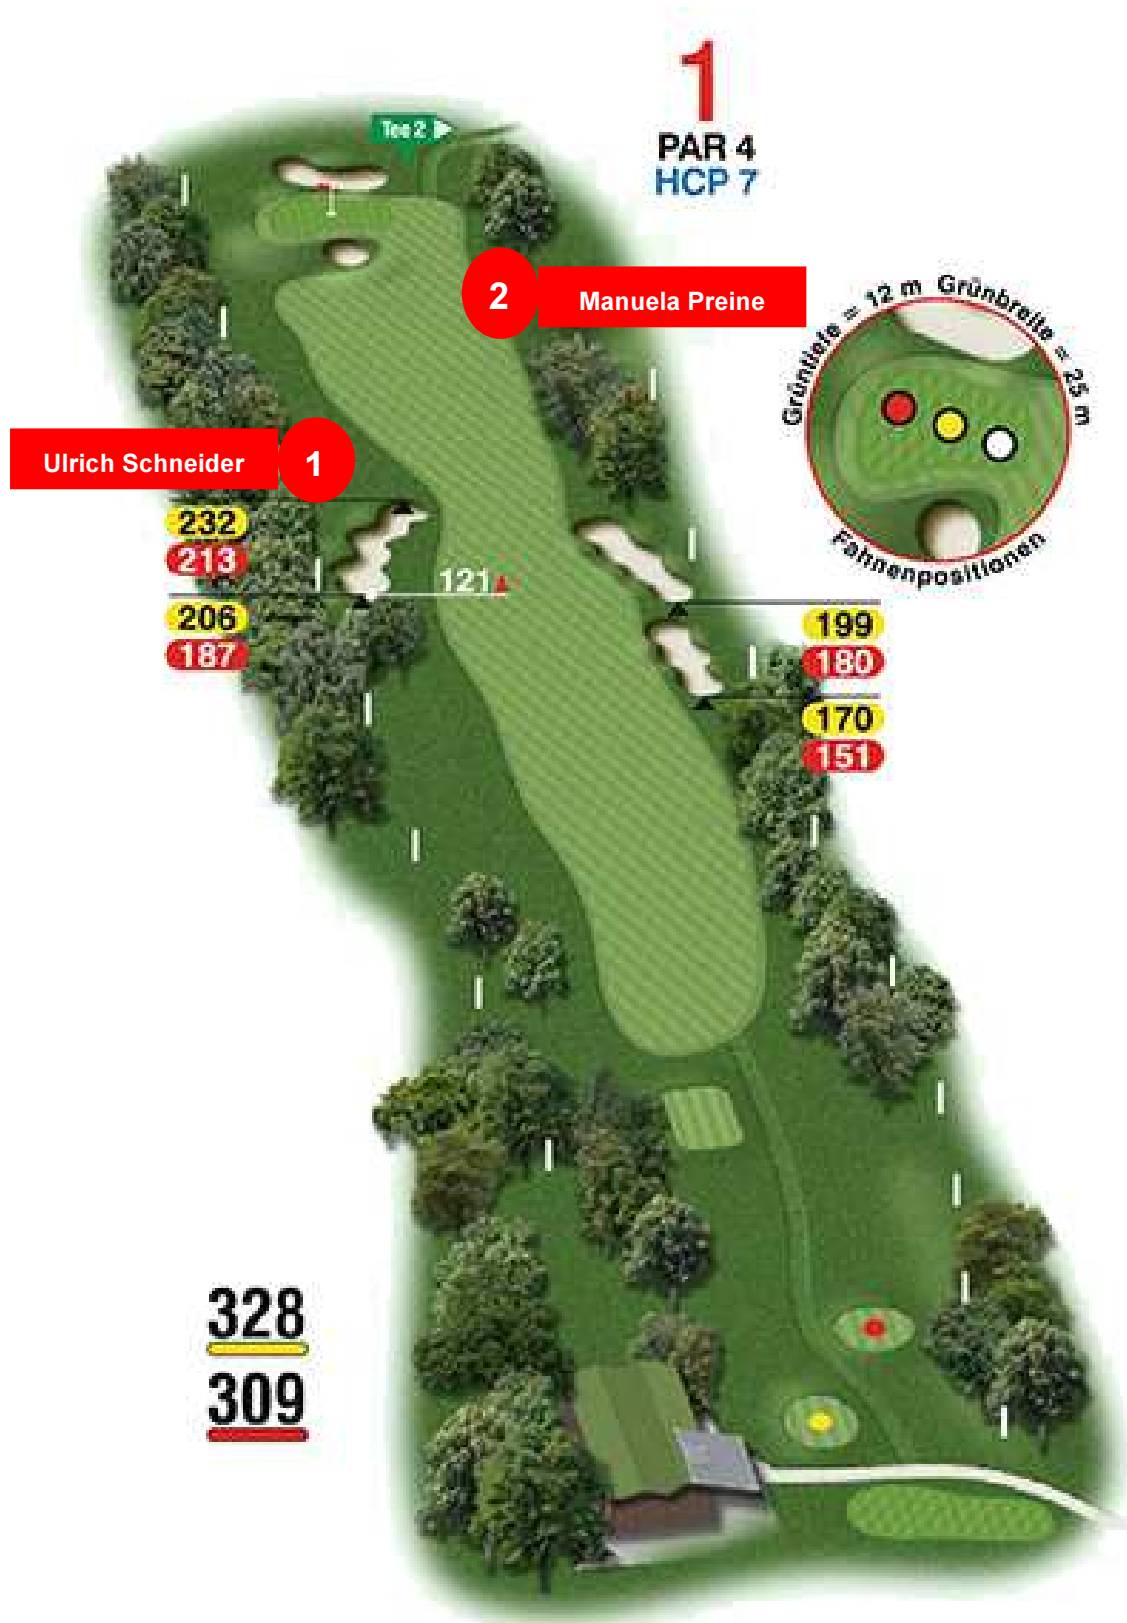 1
PAR 4
HCP 7
Tee 2
2 Manuela Preine
Grüntiefe = 12 m Grünbreite = 25 m
Fahnenpositionen
Ulrich Schneider 1
232
213
206
187
121
199
180
170
151
328
309